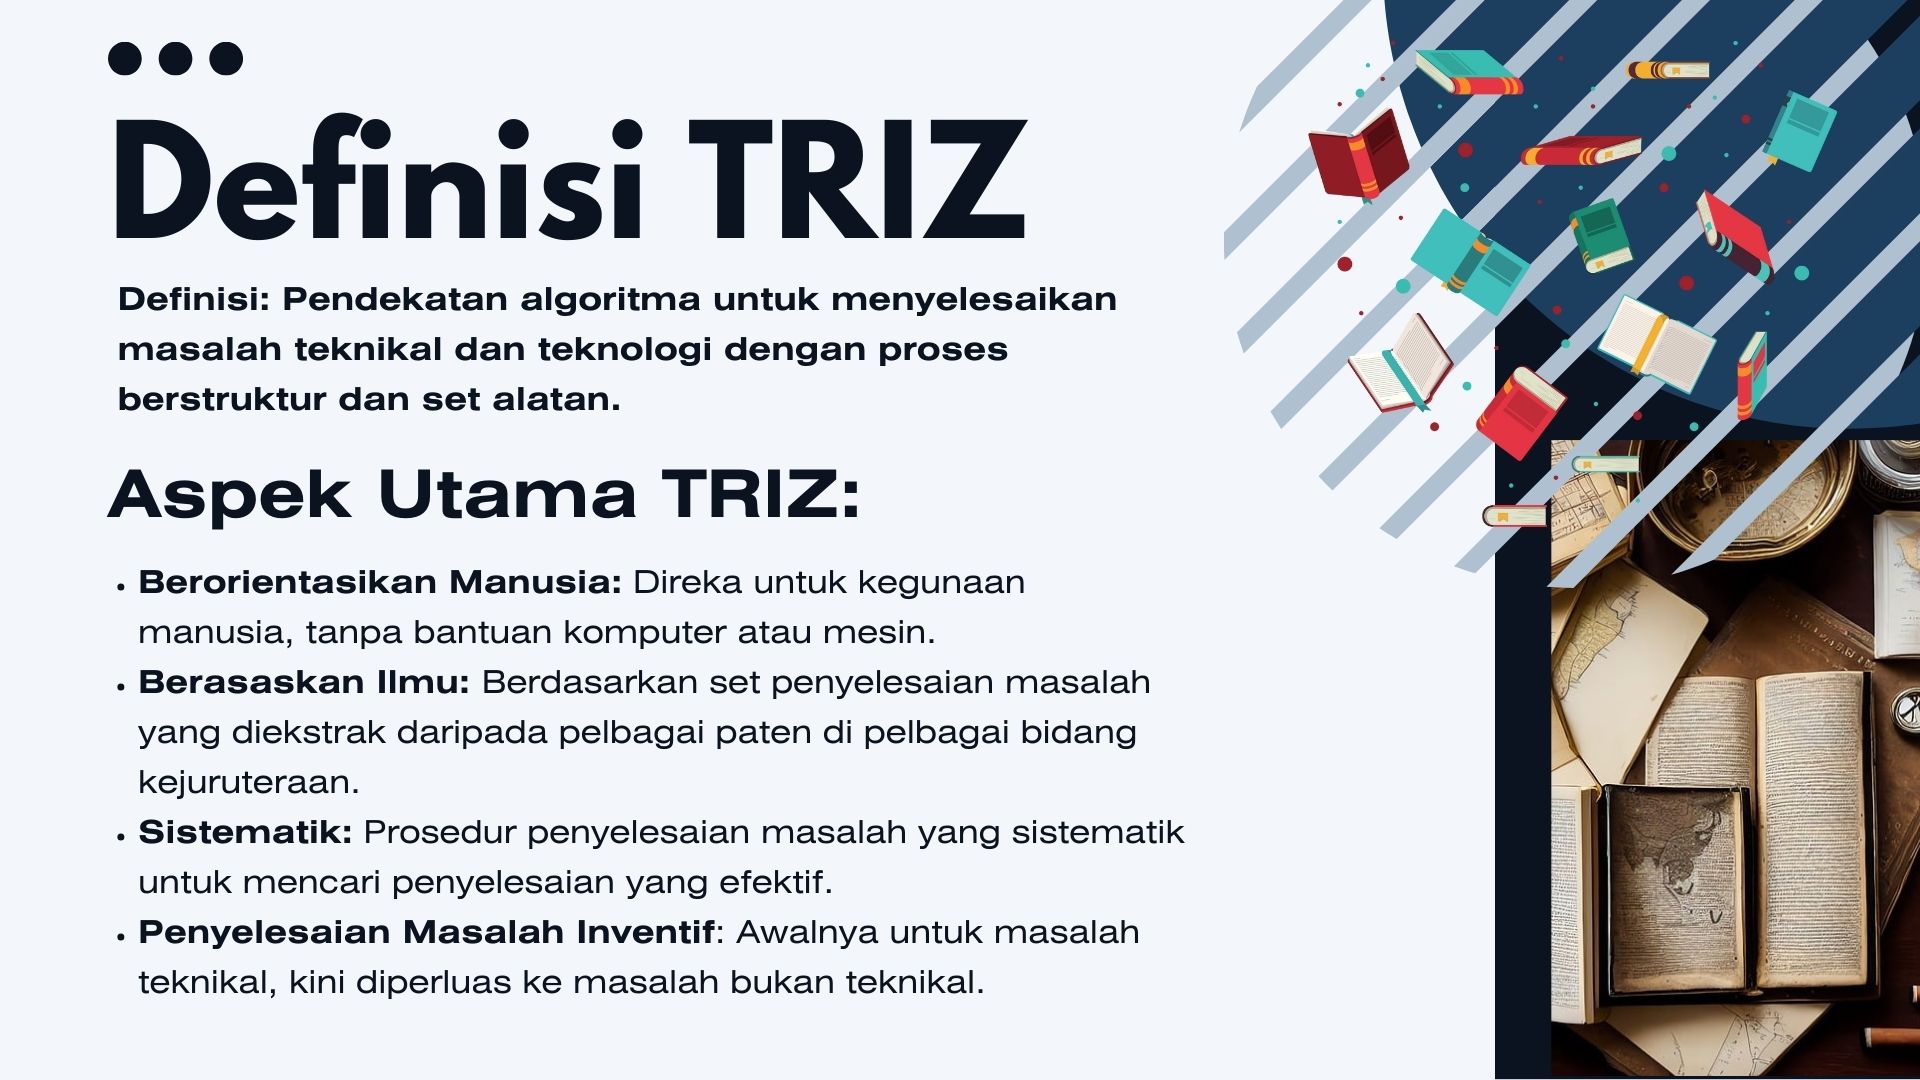 Definisi TRIZ
Definisi: Pendekatan algoritma untuk menyelesaikan
masalah teknikal dan teknologi dengan proses
berstruktur dan set alatan.
Aspek Utama TRIZ:
• Berorientasikan Manusia: Direka untuk kegunaan
manusia, tanpa bantuan komputer atau mesin.
• Berasaskan Ilmu: Berdasarkan set penyelesaian masalah
yang diekstrak daripada pelbagai paten di pelbagai bidang
kejuruteraan.
• Sistematik: Prosedur penyelesaian masalah yang sistematik
untuk mencari penyelesaian yang efektif.
• Penyelesaian Masalah Inventif: Awalnya untuk masalah
teknikal, kini diperluas ke masalah bukan teknikal.